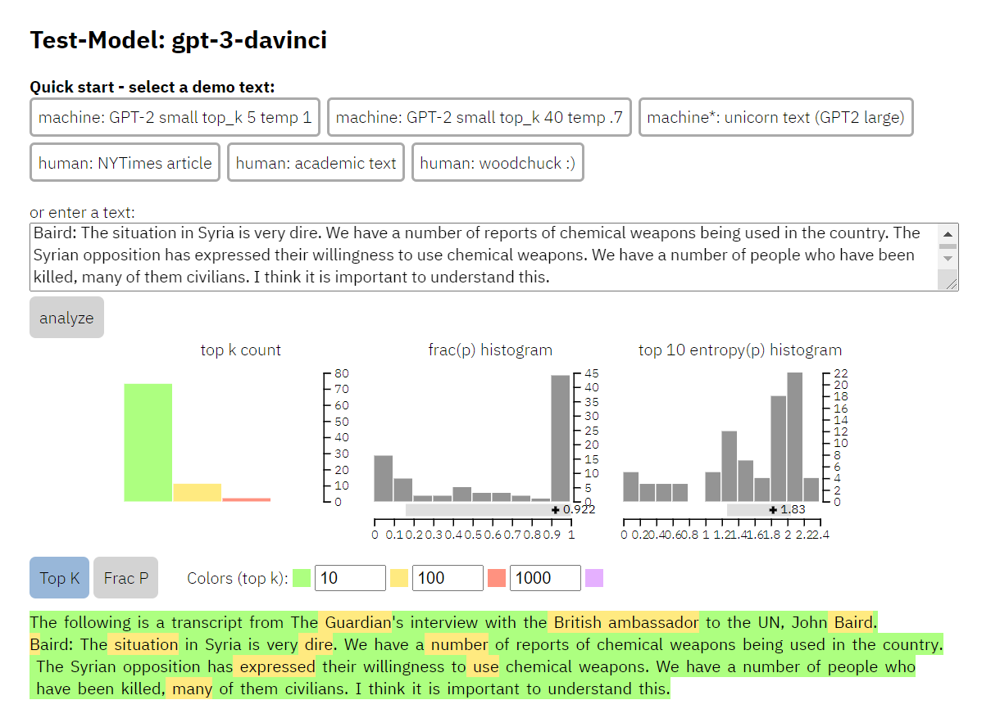 Test-Model: gpt-3-davinci
Quick start - select a demo text:
machine: GPT-2 small top_k 5 temp 1
machine: GPT-2 small top_k 40 temp .7
machine*: unicorn text (GPT2 large)
human: NYTimes article
human: academic text
human: woodchuck :)
or enter a text:
Baird: The situation in Syria is very dire. We have a number of reports of chemical weapons being used in the country. The
Syrian opposition has expressed their willingness to use chemical weapons. We have a number of people who have been
killed, many of them civilians. I think it is important to understand this.
analyze
top k count
80
70
60
50
40
30
20
10
0
frac(p) histogram
45
40
35
30
25
20
15
10
5
0
0.922
0 0.1 0.2 0.3 0.4 0.5 0.6 0.7 0.8 0.9 1
top 10 entropy(p) histogram
22
20
18
16
14
12
10
8
6
4
2
0
1.83
0 0.2 0.4 0.6 0.8 1 1.2 1.4 1.6 1.8 2 2.2 2.4
Top K
Frac P
Colors (top k): 10 100 1000
The following is a transcript from The Guardian's interview with the British ambassador to the UN, John Baird.
Baird: The situation in Syria is very dire. We have a number of reports of chemical weapons being used in the country.
The Syrian opposition has expressed their willingness to use chemical weapons. We have a number of people who
have been killed, many of them civilians. I think it is important to understand this.